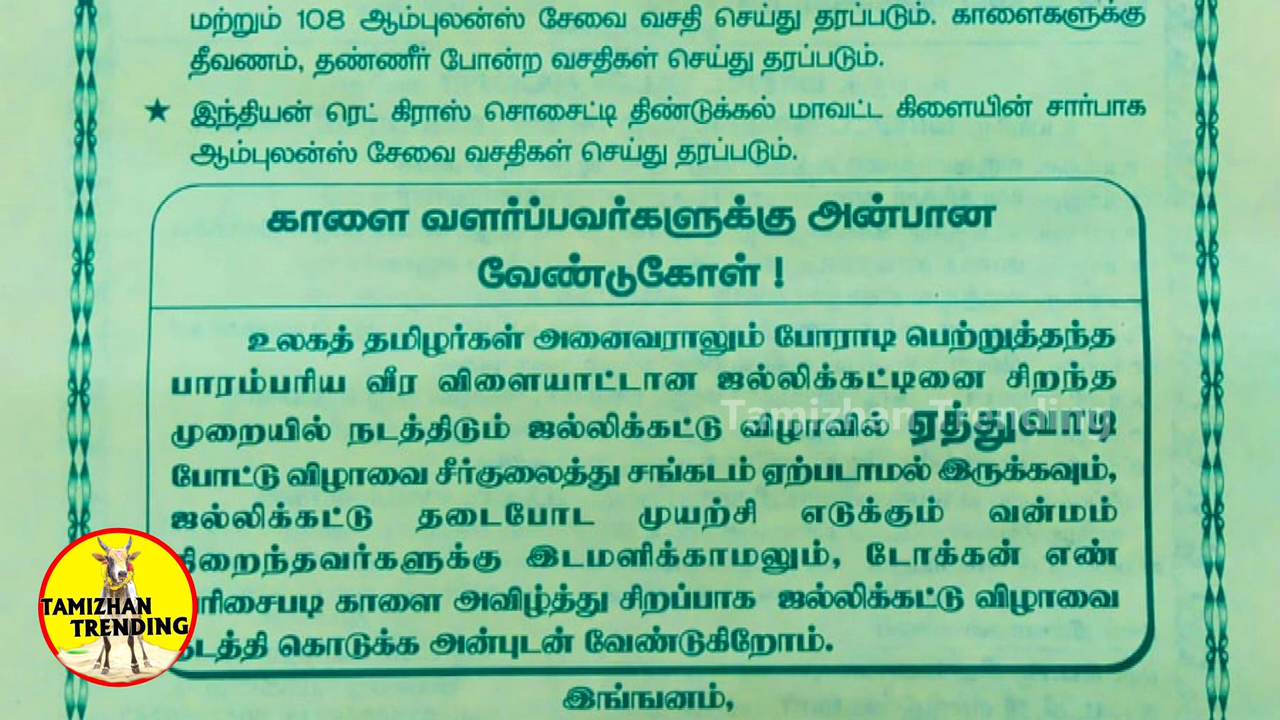 மற்றும் 108 ஆம்புலன்ஸ் சேவை வசதி செய்து தரப்படும். காளைகளுக்கு
தீவணம், தண்ணீர் போன்ற வசதிகள் செய்து தரப்படும்.
★ இந்தியன் ரெட் கிராஸ் சொசைட்டி திண்டுக்கல் மாவட்ட கிளையின் சார்பாக
ஆம்புலன்ஸ் சேவை வசதிகள் செய்து தரப்படும்.
காளை வளர்ப்பவர்களுக்கு அன்பான
வேண்டுகோள் !
உலகத் தமிழர்கள் அனைவராலும் போராடி பெற்றுத்தந்த
பாரம்பரிய வீர விளையாட்டான ஜல்லிக்கட்டினை சிறந்த
முறையில் நடத்திடும் ஜல்லிக்கட்டு விழாவில் ஏத்துவாடி
போட்டு விழாவை சீர்குலைத்து சங்கடம் ஏற்படாமல் இருக்கவும்,
ஜல்லிக்கட்டு தடைபோட முயற்சி எடுக்கும் வன்மம்
நிறைந்தவர்களுக்கு இடமளிக்காமலும், டோக்கன் எண்
வரிசைபடி காளை அவிழ்த்து சிறப்பாக ஜல்லிக்கட்டு விழாவை
நடத்தி கொடுக்க அன்புடன் வேண்டுகிறோம்.
இங்ஙனம்,
Tamizhan Trending
TAMIZHAN
TRENDING